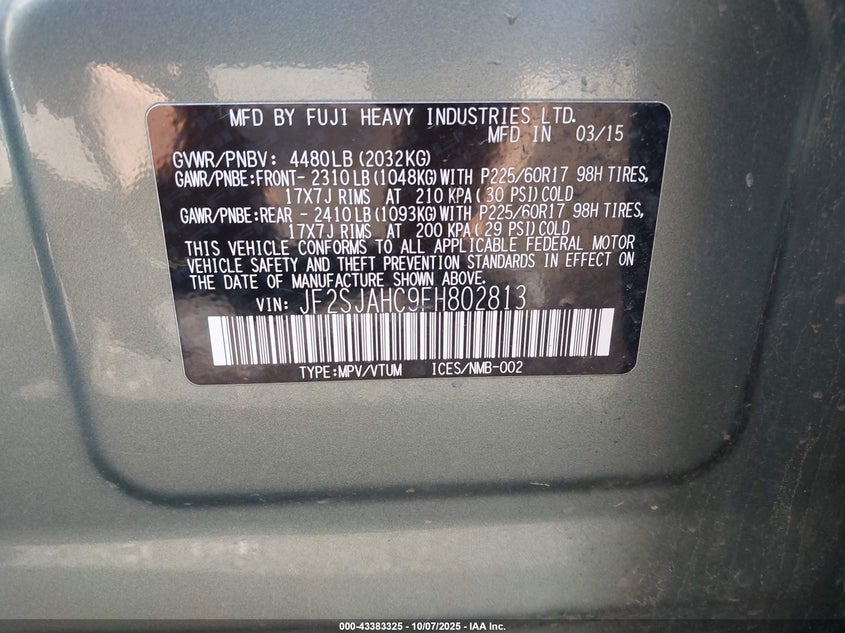 MFD BY FUJI HEAVY INDUSTRIES LTD.
MFD IN 03/15
GVWR/PNBV: 4480LB(2032KG)
GAWR/PNBE:FRONT- 2310LB(1048KG)WITH P225/60R17 98H TIRES,
17X7J RIMS AT 210 KPA(30 PSI)COLD
GAWR/PNBE:REAR - 2410LB(1093KG)WITH P225/60R17 98H TIRES,
17X7J RIMS AT 200 KPA(29 PSI)COLD
THIS VEHICLE CONFORMS TO ALL APPLICABLE FEDERAL MOTOR
VEHICLE SAFETY AND THEFT PREVENTION STANDARDS IN EFFECT ON
THE DATE OF MANUFACTURE SHOWN ABOVE.
VIN: JF2SJAHC9FH802813
TYPE:MPV/VTUM ICES/NMB-002
000-43383325 - 10/07/2025 - IAA Inc.